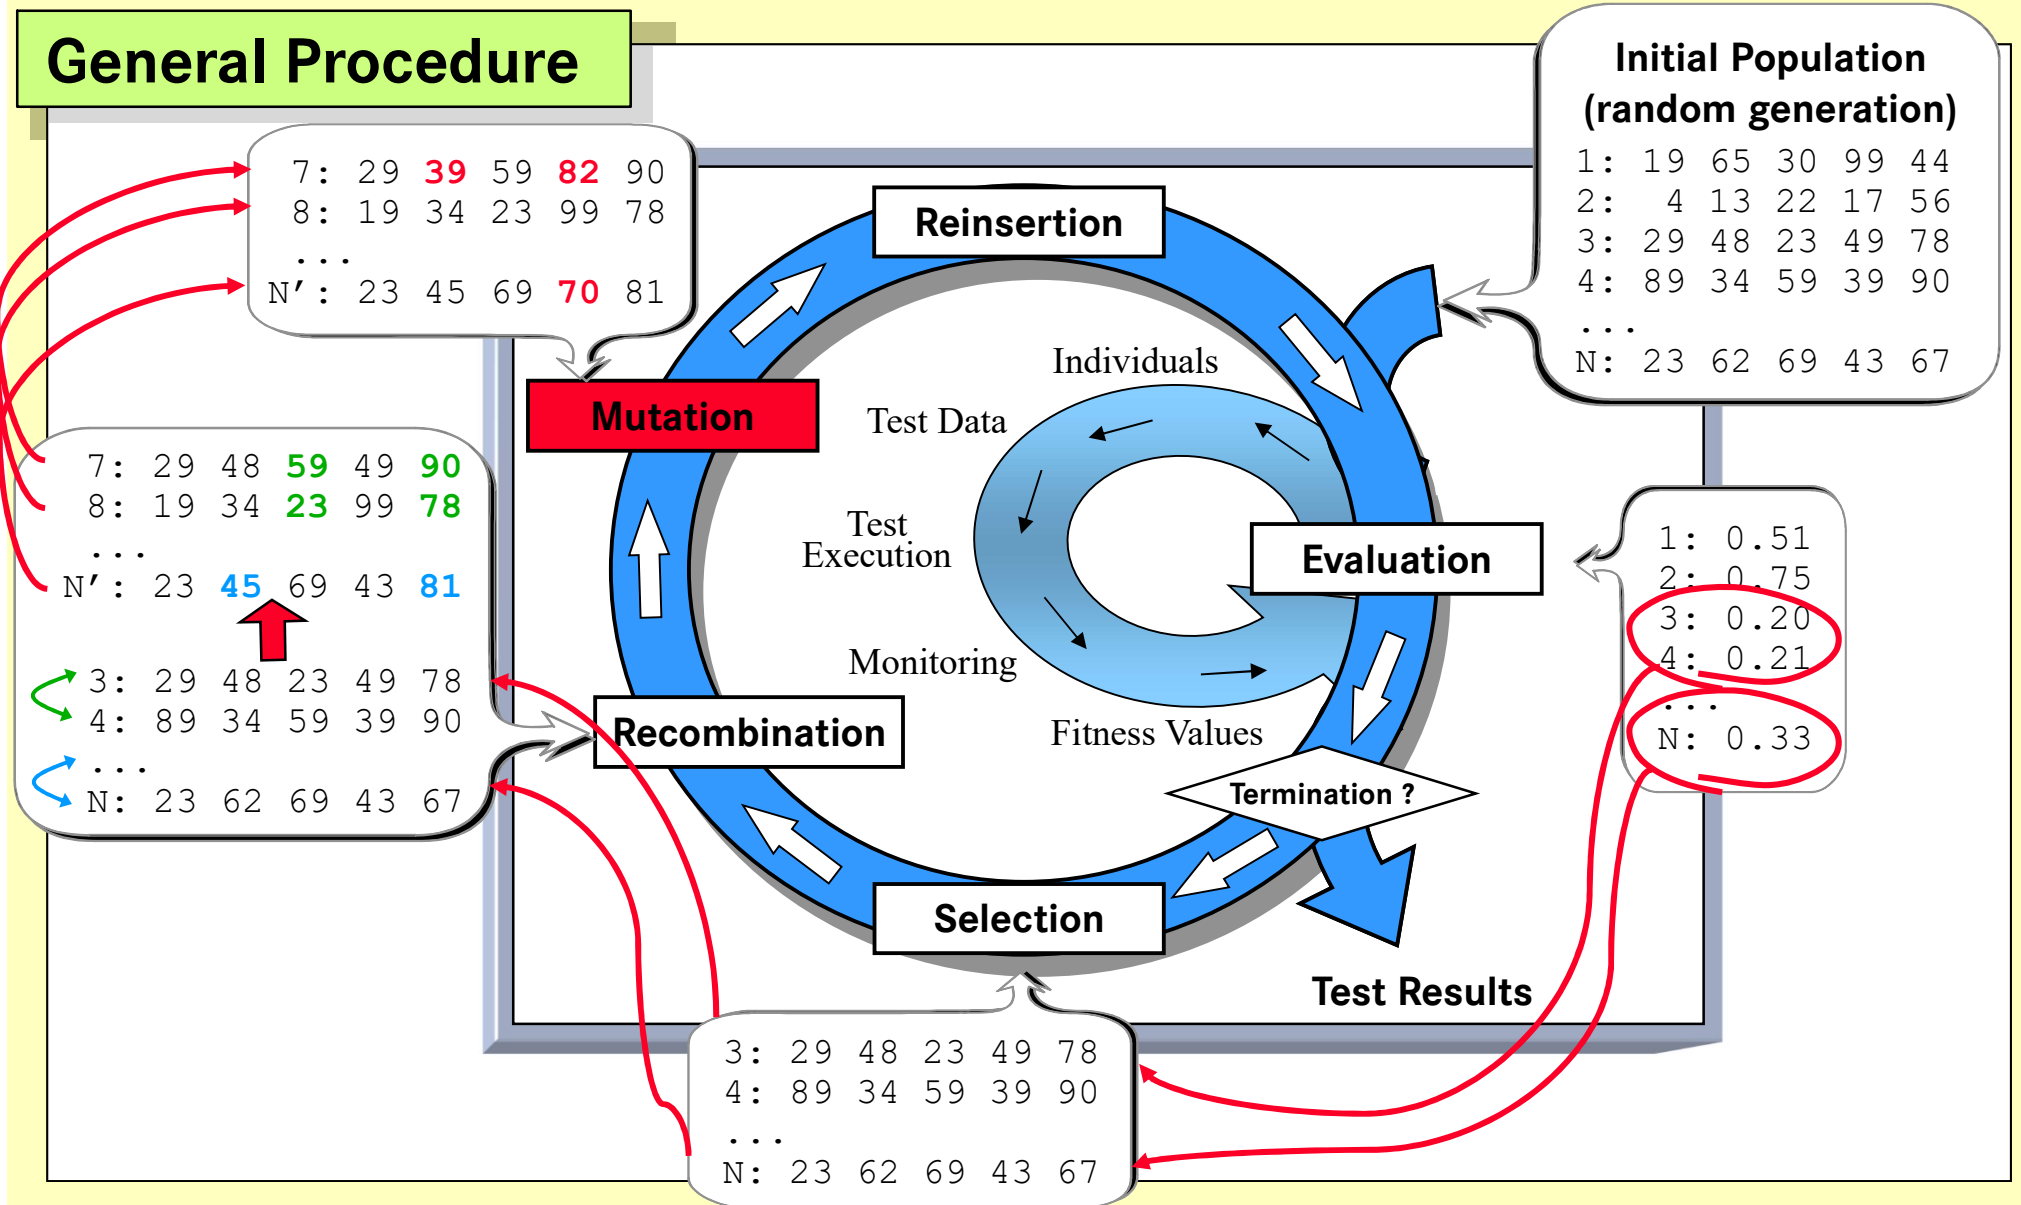 General Procedure
Initial Population
(random generation)
1: 19 65 30 99 44
2: 4 13 22 17 56
3: 29 48 23 49 78
4: 89 34 59 39 90
...
N: 23 62 69 43 67
7: 29 39 59 82 90
8: 19 34 23 99 78
...
N': 23 45 69 70 81
Reinsertion
Mutation
Individuals
Test Data
Test
Execution
Monitoring
Fitness Values
Evaluation
1: 0.51
2: 0.75
3: 0.20
4: 0.21
...
N: 0.33
7: 29 48 59 49 90
8: 19 34 23 99 78
...
N': 23 45 69 43 81
3: 29 48 23 49 78
4: 89 34 59 39 90
...
N: 23 62 69 43 67
Recombination
Termination ?
Selection
Test Results
3: 29 48 23 49 78
4: 89 34 59 39 90
...
N: 23 62 69 43 67